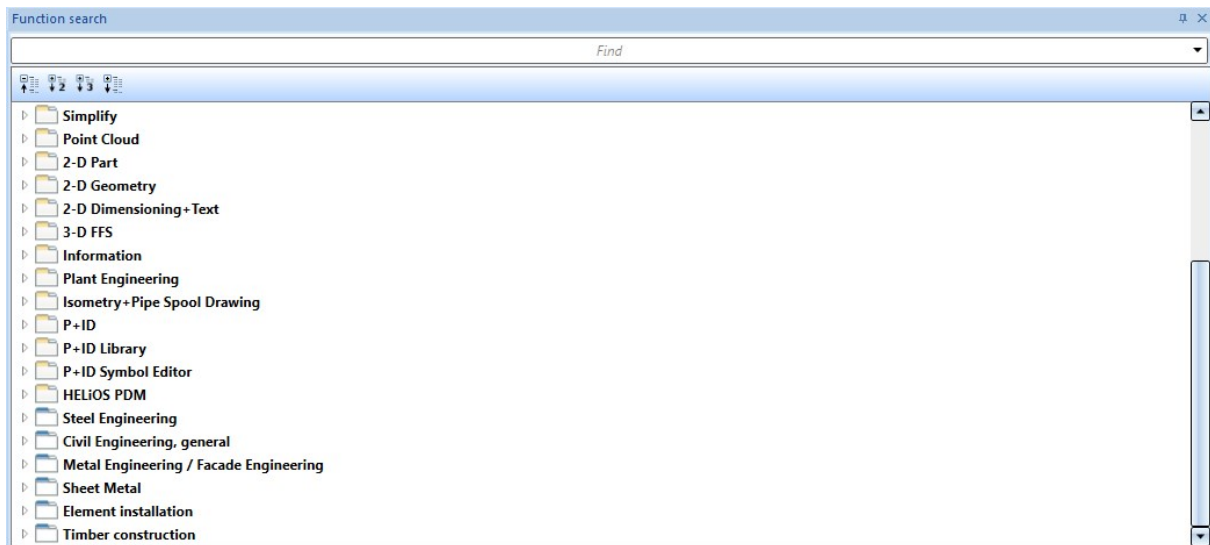 Function search
Find
2 3
Simplify
Point Cloud
2-D Part
2-D Geometry
2-D Dimensioning+Text
3-D FFS
Information
Plant Engineering
Isometry+Pipe Spool Drawing
P+ID
P+ID Library
P+ID Symbol Editor
HELiOS PDM
Steel Engineering
Civil Engineering, general
Metal Engineering / Facade Engineering
Sheet Metal
Element installation
Timber construction